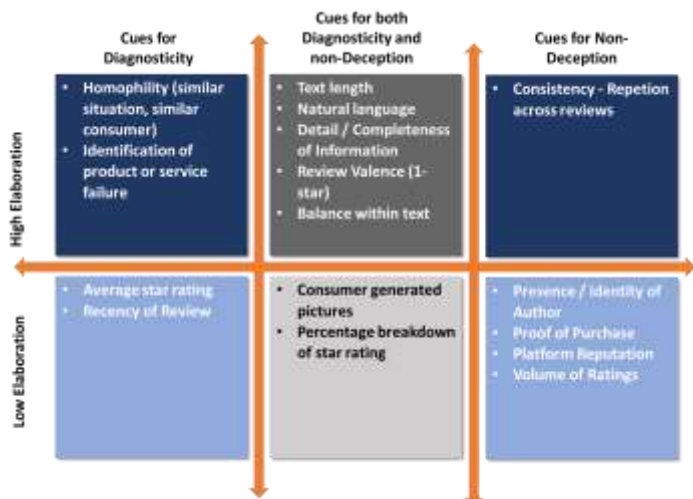 Cues for
Diagnosticity
Cues for both
Diagnosticity and
non-Deception
Cues for Non-
Deception
High Elaboration
• Homophility (similar
situation, similar
consumer)
• Identification of
product or service
failure
• Text length
• Natural language
• Detail / Completeness
of Information
• Review Valence (1-
star)
• Balance within text
• Consistency - Repetion
across reviews
Low Elaboration
• Average star rating
• Recency of Review
• Consumer generated
pictures
• Percentage breakdown
of star rating
• Presence / Identity of
Author
• Proof of Purchase
• Platform Reputation
• Volume of Ratings